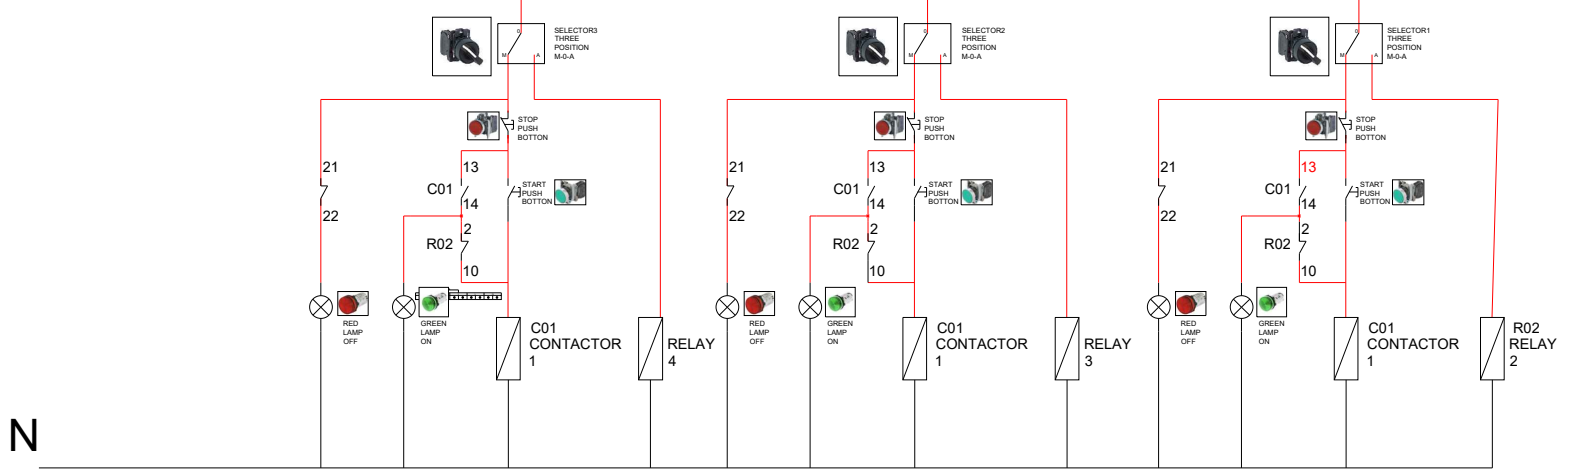 SELECTOR3
THREE
POSITION
M-0-A
0
M
A
STOP
PUSH
BOTTON
21
22
13
C01
14
START
PUSH
BOTTON
2
R02
10
RED
LAMP
OFF
GREEN
LAMP
ON
C01
CONTACTOR
1
RELAY
4
SELECTOR2
THREE
POSITION
M-0-A
0
M
A
STOP
PUSH
BOTTON
21
22
13
C01
14
START
PUSH
BOTTON
2
R02
10
RED
LAMP
OFF
GREEN
LAMP
ON
C01
CONTACTOR
1
RELAY
3
SELECTOR1
THREE
POSITION
M-0-A
0
M
A
STOP
PUSH
BOTTON
21
22
13
C01
14
START
PUSH
BOTTON
2
R02
10
RED
LAMP
OFF
GREEN
LAMP
ON
C01
CONTACTOR
1
R02
RELAY
2
N